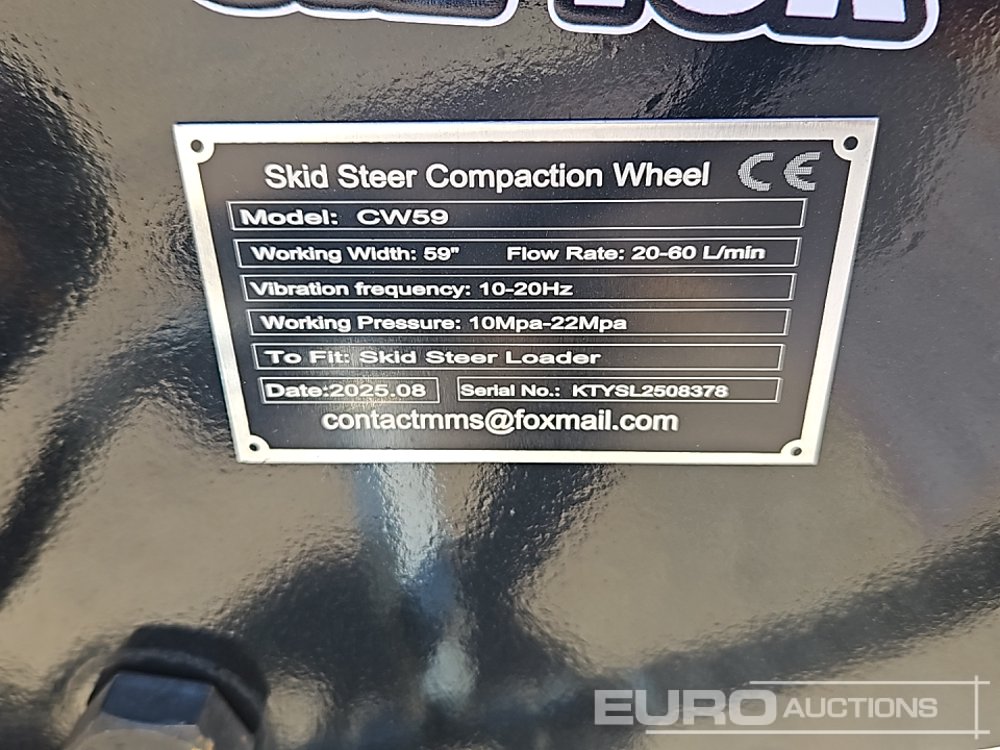 Skid Steer Compaction Wheel CE
Model: CW59
Working Width: 59" Flow Rate: 20-60 L/min
Vibration frequency: 10-20Hz
Working Pressure: 10Mpa-22Mpa
To Fit: Skid Steer Loader
Date:2025.08 Serial No.: KTYSL2508378
contactmms@foxmail.com
EURO AUCTIONS